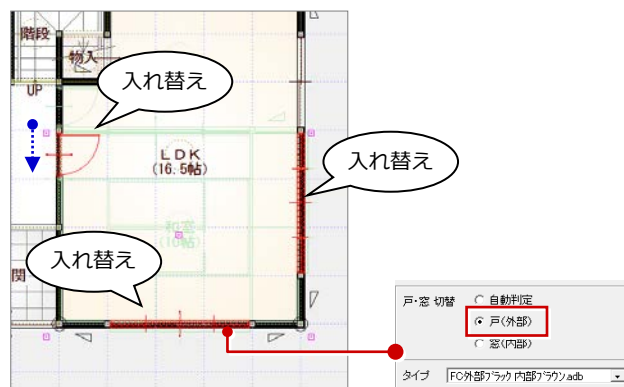 階段
物入
UP
入れ替え
LDK
(16.5帖)
入れ替え
和室
(10帖)
入れ替え
関
戸・窓 切替
自動判定
戸(外部)
窓(内部)
タイプ
FC外部ブラック内部ブラウン.adb